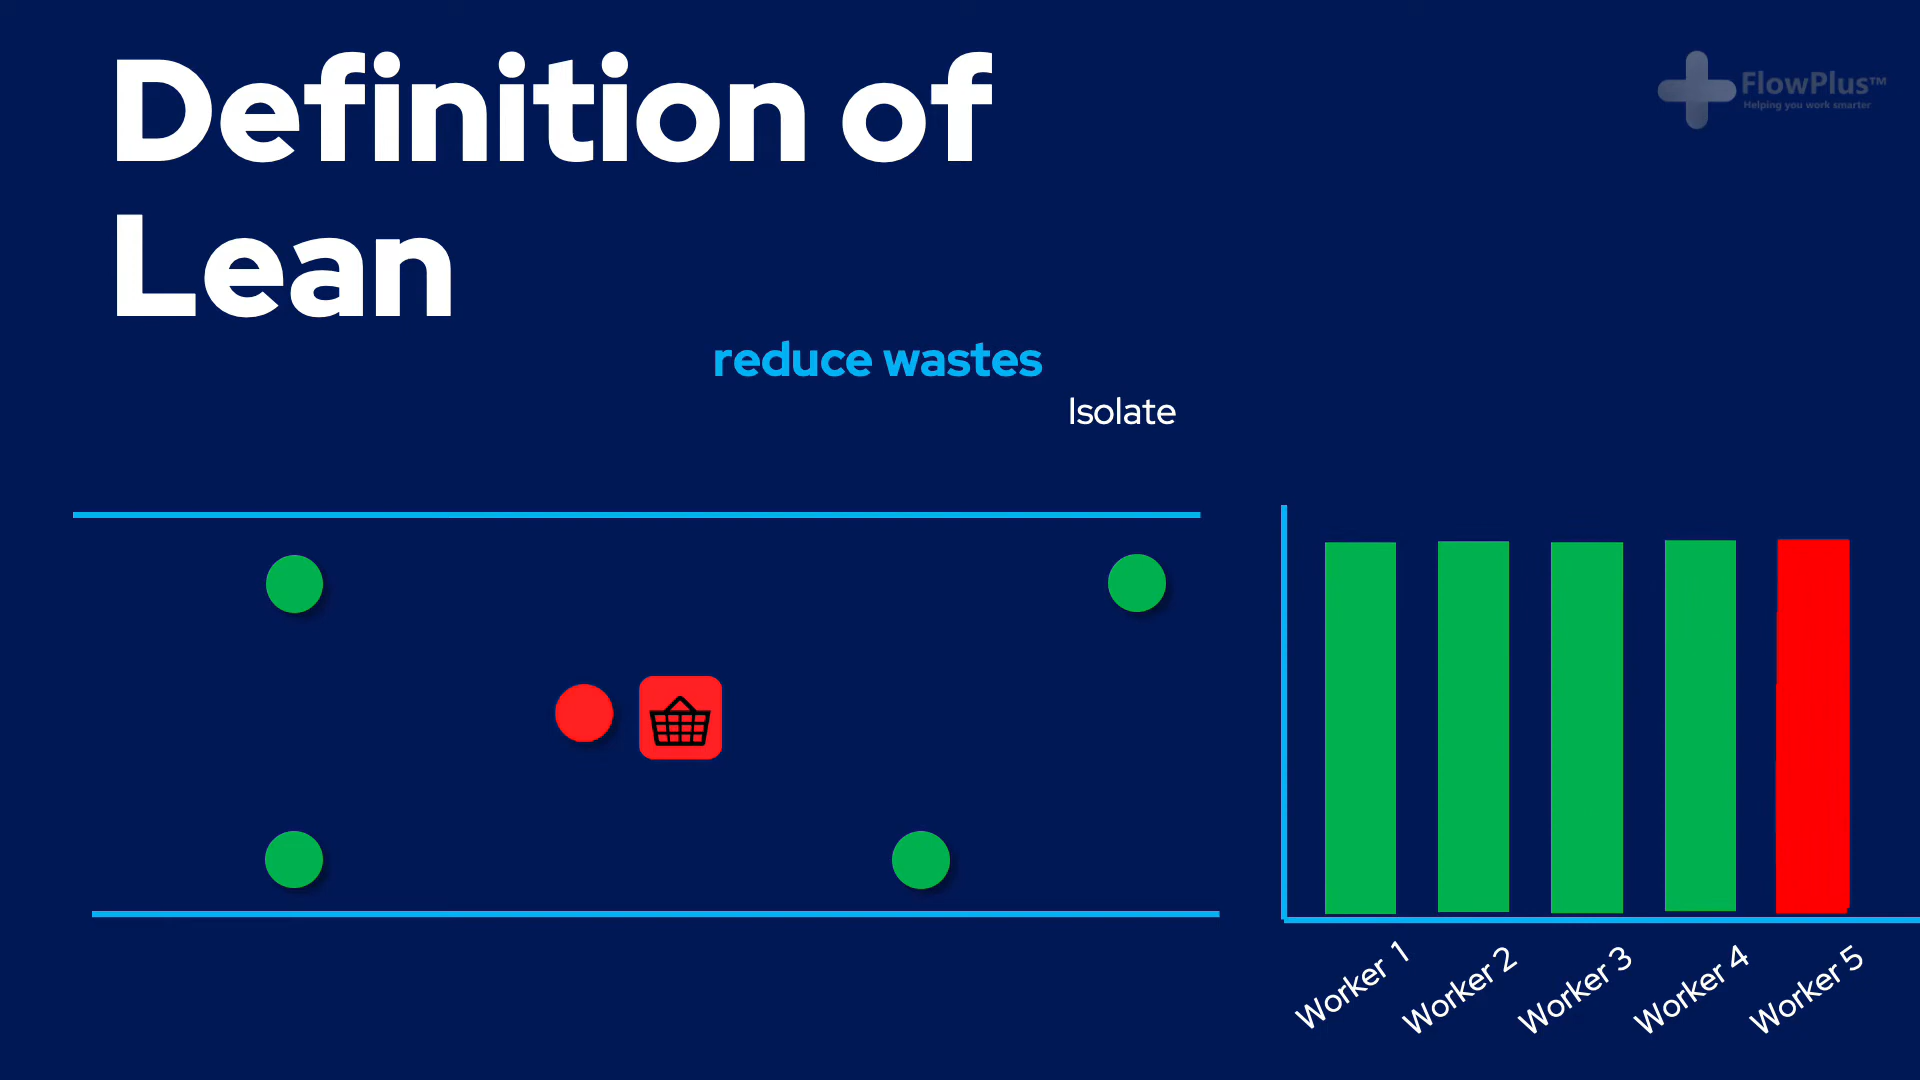 Definition of
Lean
FlowPlus™
Helping you work smarter
reduce wastes
Isolate
Worker 1
Worker 2
Worker 3
Worker 4
Worker 5